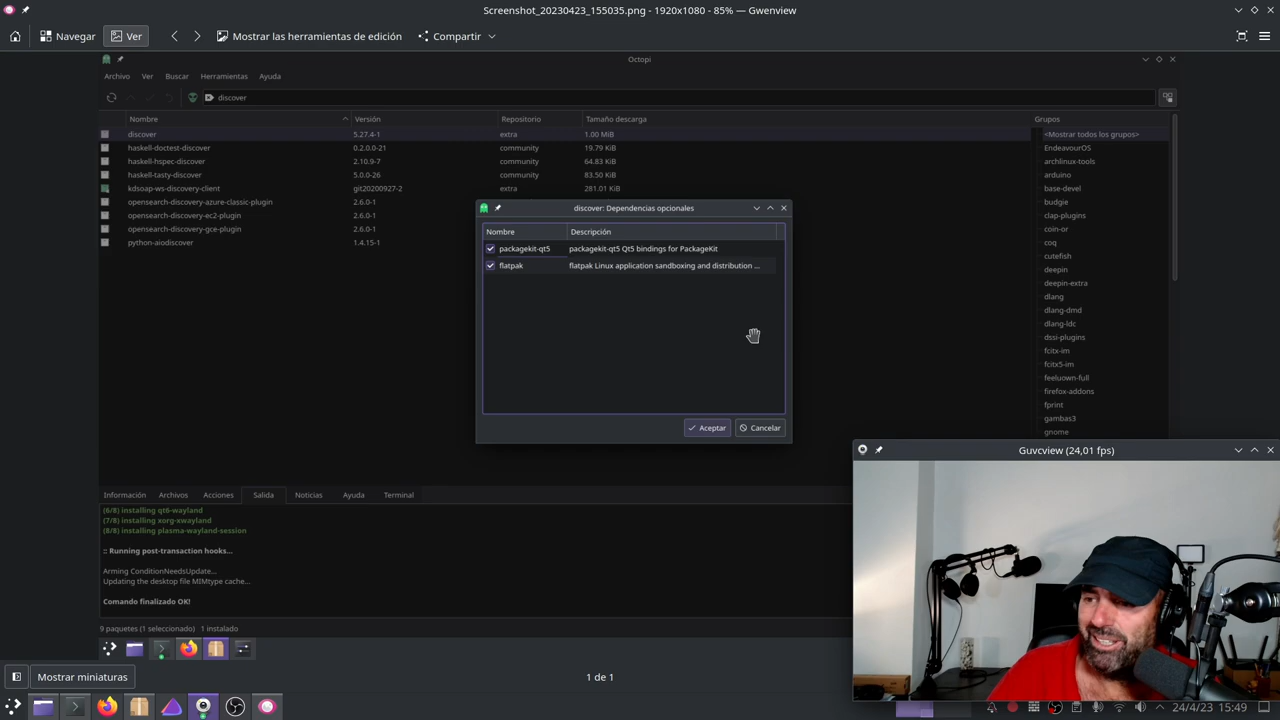 Screenshot_20230423_155035.png - 1920x1080 - 85% — Gwenview
Navegar
Ver
Mostrar las herramientas de edición
Compartir
Octopi
Archivo Ver Buscar Herramientas Ayuda
discover
Nombre Versión Repositorio Tamaño descarga
discover 5.27.4-1 extra 1.00 MiB
haskell-doctest-discover 0.2.0.0-21 community 19.79 KiB
haskell-hspec-discover 2.10.9-7 community 64.83 KiB
haskell-tasty-discover 5.0.0-26 community 83.50 KiB
kdsoap-ws-discovery-client git20200927-2 extra 281.01 KiB
opensearch-discovery-azure-classic-plugin 2.6.0-1
opensearch-discovery-ec2-plugin 2.6.0-1
opensearch-discovery-gce-plugin 2.6.0-1
python-aiodiscover 1.4.15-1
Grupos
<Mostrar todos los grupos>
EndeavourOS
archlinux-tools
arduino
base-devel
budgie
clap-plugins
coin-or
coq
cutefish
deepin
deepin-extra
dlang
dlang-dmd
dlang-ldc
dssi-plugins
fcitx-im
fcitx5-im
feeluown-full
firefox-addons
fprint
gambas3
gnome
discover: Dependencias opcionales
Nombre Descripción
packagekit-qt5 packagekit-qt5 Qt5 bindings for PackageKit
flatpak flatpak Linux application sandboxing and distribution ...
Aceptar
Cancelar
Información Archivos Acciones Salida Noticias Ayuda Terminal
(6/8) installing qt6-wayland
(7/8) installing xorg-xwayland
(8/8) installing plasma-wayland-session
:: Running post-transaction hooks...
Arming ConditionNeedsUpdate...
Updating the desktop file MIMtype cache...
Comando finalizado OK!
9 paquetes (1 seleccionado) 1 instalado
Guvcview (24,01 fps)
Mostrar miniaturas
1 de 1
24/4/23 15:49